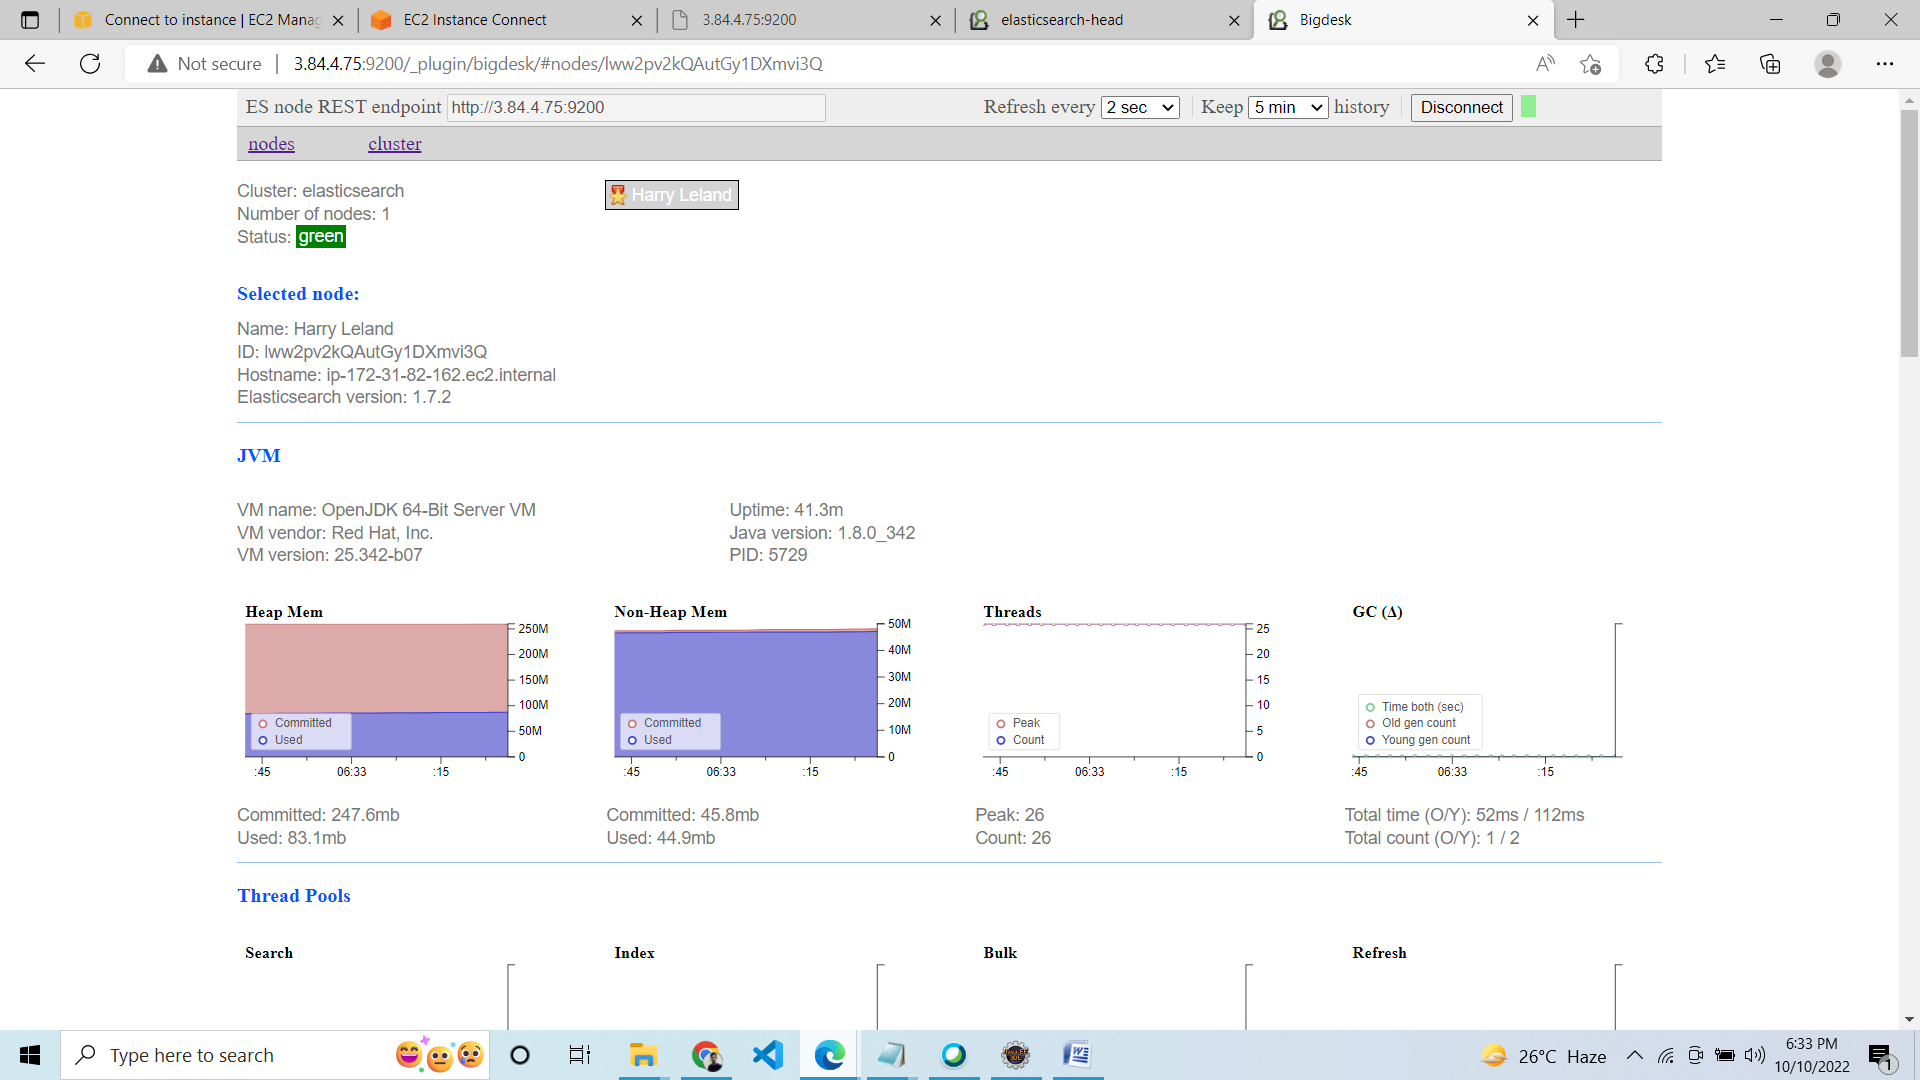 Connect to instance | EC2 Manag
EC2 Instance Connect
3.84.4.75:9200
elasticsearch-head
Bigdesk
Not secure
3.84.4.75:9200/_plugin/bigdesk/#nodes/lww2pv2kQAutGy1DXmvi3Q
ES node REST endpoint http://3.84.4.75:9200
Refresh every 2 sec Keep 5 min history Disconnect
nodes cluster
Cluster: elasticsearch
Number of nodes: 1
Status: green
Harry Leland
Selected node:
Name: Harry Leland
ID: lww2pv2kQAutGy1DXmvi3Q
Hostname: ip-172-31-82-162.ec2.internal
Elasticsearch version: 1.7.2
JVM
VM name: OpenJDK 64-Bit Server VM
VM vendor: Red Hat, Inc.
VM version: 25.342-b07
Uptime: 41.3m
Java version: 1.8.0_342
PID: 5729
Heap Mem
250M
200M
150M
100M
50M
0
Committed
Used
:45 06:33 :15
Committed: 247.6mb
Used: 83.1mb
Non-Heap Mem
50M
40M
30M
20M
10M
0
Committed
Used
:45 06:33 :15
Committed: 45.8mb
Used: 44.9mb
Threads
25
20
15
10
5
0
Peak
Count
:45 06:33 :15
Peak: 26
Count: 26
GC (Δ)
Time both (sec)
Old gen count
Young gen count
:45 06:33 :15
Total time (O/Y): 52ms / 112ms
Total count (O/Y): 1 / 2
Thread Pools
Search
Index
Bulk
Refresh
Type here to search
26°C Haze
6:33 PM
10/10/2022
1